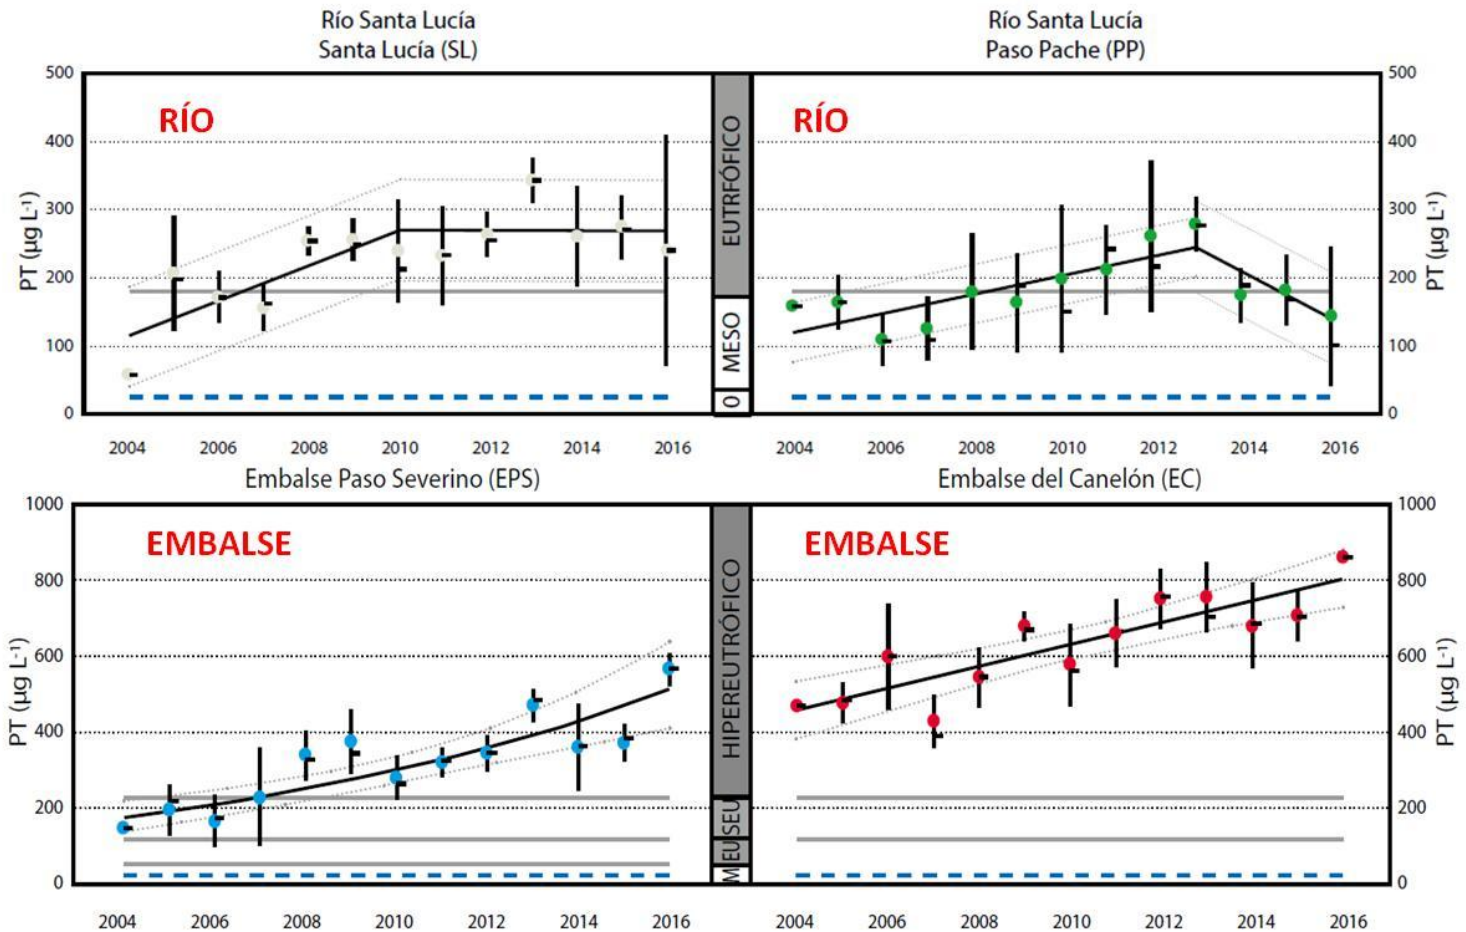 Río Santa Lucía
Santa Lucía (SL)
Río Santa Lucía
Paso Pache (PP)
500
400
300
200
100
0
PT (µg L-1)
RÍO
EUTRFÓFICO
MESO
O
RÍO
500
400
300
200
100
0
PT (µg L-1)
2004 2006 2008 2010 2012 2014 2016
2004 2006 2008 2010 2012 2014 2016
Embalse Paso Severino (EPS)
Embalse del Canelón (EC)
1000
800
600
400
200
0
PT (µg L-1)
EMBALSE
HIPEREUTRÓFICO
SEU
EU
M
EMBALSE
1000
800
600
400
200
0
PT (µg L-1)
2004 2006 2008 2010 2012 2014 2016
2004 2006 2008 2010 2012 2014 2016